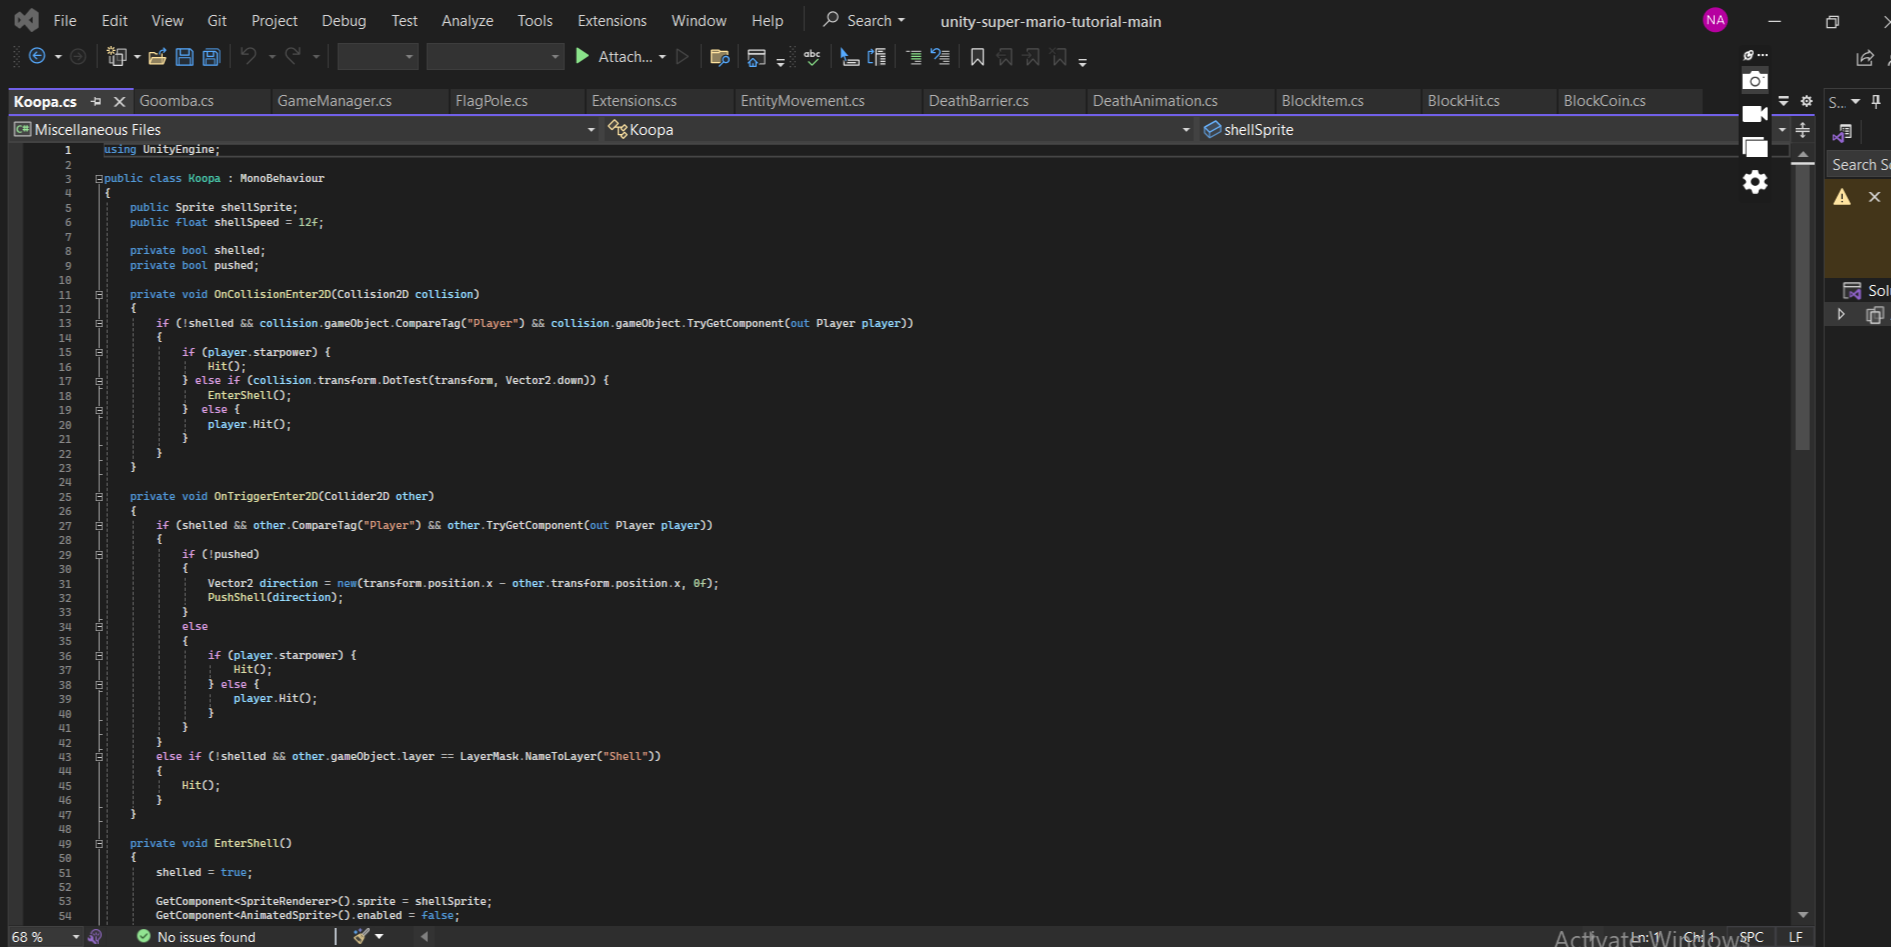 File Edit View Git Project Debug Test Analyze Tools Extensions Window Help Search unity-super-mario-tutorial-main NA
Attach...
Koopa.cs Goomba.cs GameManager.cs FlagPole.cs Extensions.cs EntityMovement.cs DeathBarrier.cs DeathAnimation.cs BlockItem.cs BlockHit.cs BlockCoin.cs S...
C# Miscellaneous Files Koopa shellSprite
1 using UnityEngine;
2
3 public class Koopa : MonoBehaviour
4 {
5 public Sprite shellSprite;
6 public float shellSpeed = 12f;
7
8 private bool shelled;
9 private bool pushed;
10
11 private void OnCollisionEnter2D(Collision2D collision)
12 {
13 if (!shelled && collision.gameObject.CompareTag("Player") && collision.gameObject.TryGetComponent(out Player player))
14 {
15 if (player.starpower) {
16 Hit();
17 } else if (collision.transform.DotTest(transform, Vector2.down)) {
18 EnterShell();
19 }  else {
20 player.Hit();
21 }
22 }
23 }
24
25 private void OnTriggerEnter2D(Collider2D other)
26 {
27 if (shelled && other.CompareTag("Player") && other.TryGetComponent(out Player player))
28 {
29 if (!pushed)
30 {
31 Vector2 direction = new(transform.position.x - other.transform.position.x, 0f);
32 PushShell(direction);
33 }
34 else
35 {
36 if (player.starpower) {
37 Hit();
38 } else {
39 player.Hit();
40 }
41 }
42 }
43 else if (!shelled && other.gameObject.layer == LayerMask.NameToLayer("Shell"))
44 {
45 Hit();
46 }
47 }
48
49 private void EnterShell()
50 {
51 shelled = true;
52
53 GetComponent<SpriteRenderer>().sprite = shellSprite;
54 GetComponent<AnimatedSprite>().enabled = false;
Search S
Sol
68 % No issues found Ln: 1 Ch: 1 SPC LF
Activate Windows